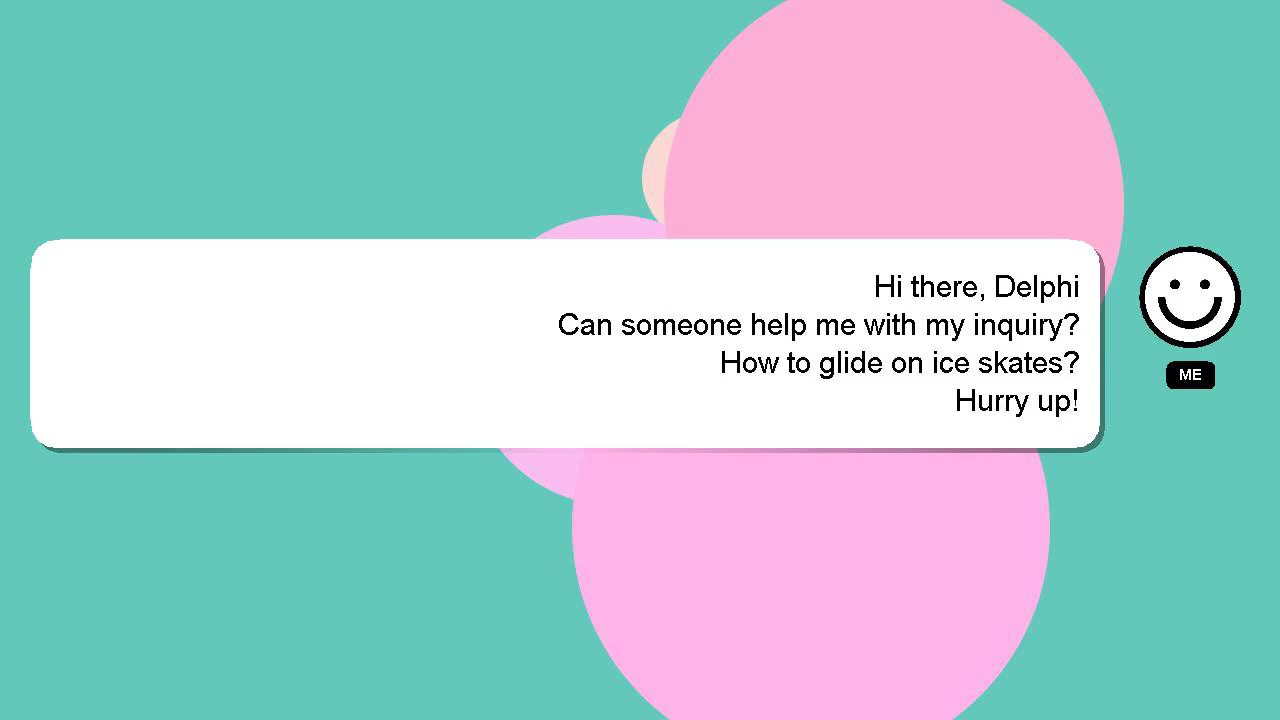 Hi there, Delphi
Can someone help me with my inquiry?
How to glide on ice skates?
Hurry up!
ME